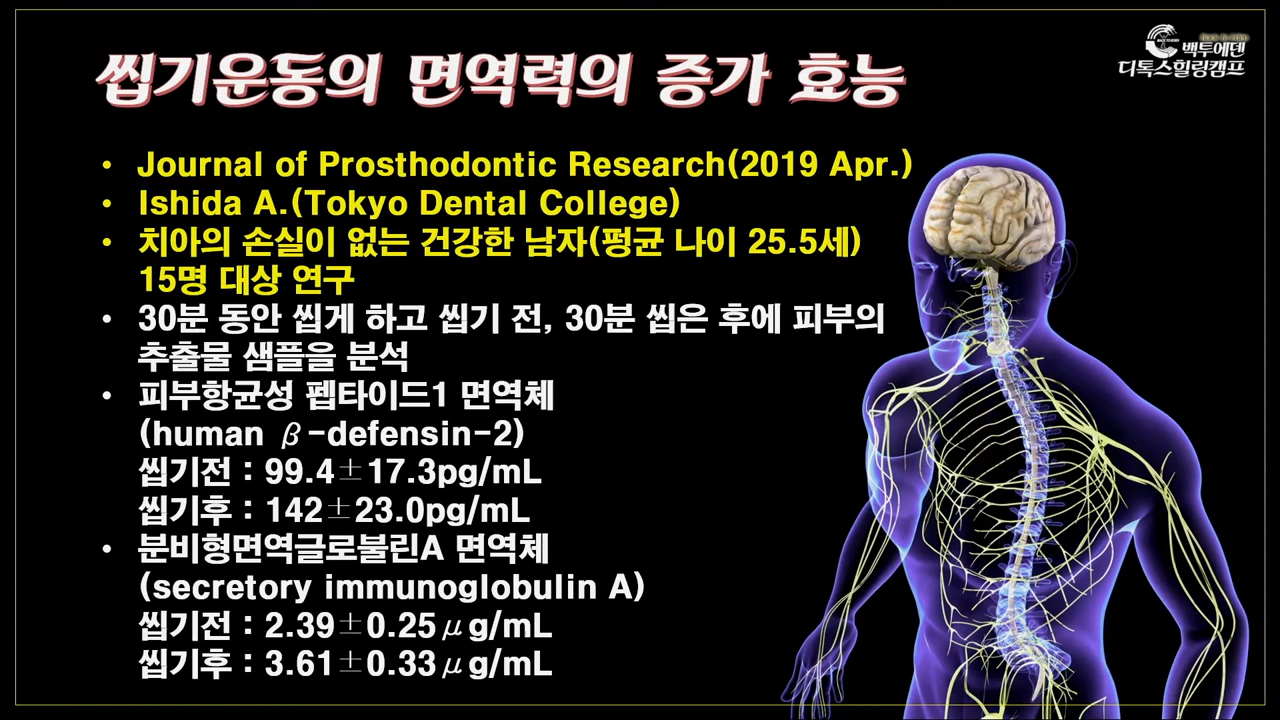 백투에덴
디톡스힐링캠프
씹기운동의 면역력의 증가 효능
• Journal of Prosthodontic Research(2019 Apr.)
• Ishida A.(Tokyo Dental College)
• 치아의 손실이 없는 건강한 남자(평균 나이 25.5세)
15명 대상 연구
• 30분 동안 씹게 하고 씹기 전, 30분 씹은 후에 피부의
추출물 샘플을 분석
• 피부항균성 펩타이드1 면역체
(human β-defensin-2)
씹기전 : 99.4±17.3pg/mL
씹기후 : 142±23.0pg/mL
• 분비형면역글로불린A 면역체
(secretory immunoglobulin A)
씹기전 : 2.39±0.25μg/mL
씹기후 : 3.61±0.33μg/mL